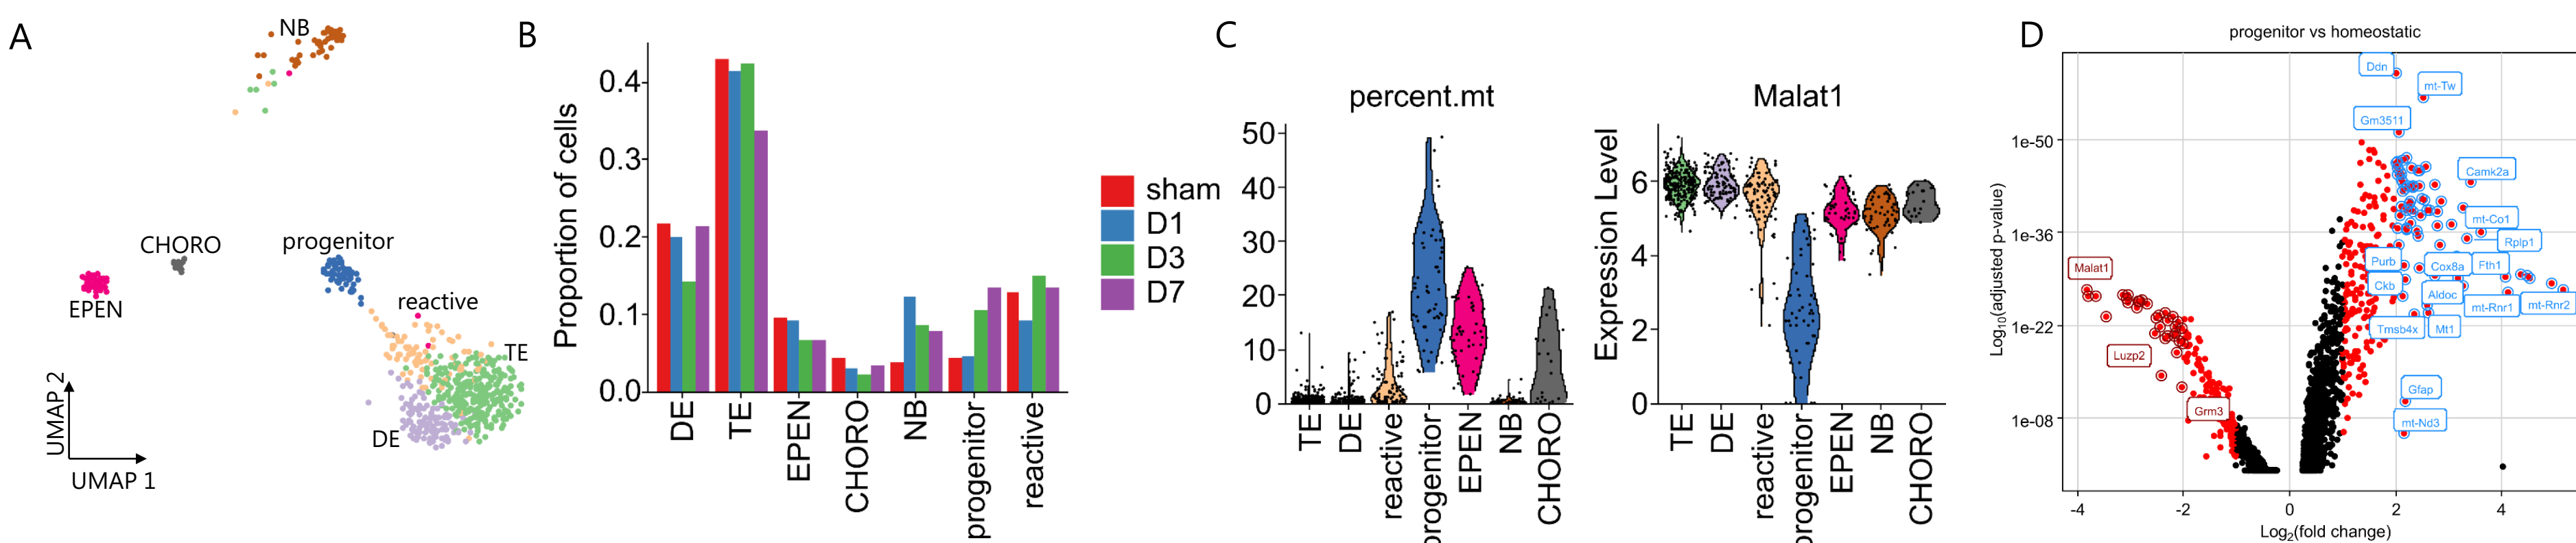 A
NB
CHORO
progenitor
EPEN
reactive
TE
DE
UMAP 2
UMAP 1
B
Proportion of cells
0.4
0.3
0.2
0.1
0.0
DE
TE
EPEN
CHORO
NB
progenitor
reactive
sham
D1
D3
D7
C
percent.mt
50
40
30
20
10
0
TE
DE
reactive
progenitor
EPEN
NB
CHORO
Malat1
Expression Level
6
4
2
0
TE
DE
reactive
progenitor
EPEN
NB
CHORO
D
progenitor vs homeostatic
Log10(adjusted p-value)
1e-50
1e-36
1e-22
1e-08
Ddn
mt-Tw
Gm3511
Camk2a
mt-Co1
Rplp1
Purb
Cox8a
Fth1
Malat1
Ckb
Aldoc
mt-Rnr1
mt-Rnr2
Tmsb4x
Mt1
Luzp2
Gfap
Grm3
mt-Nd3
-4
-2
0
2
4
Log2(fold change)